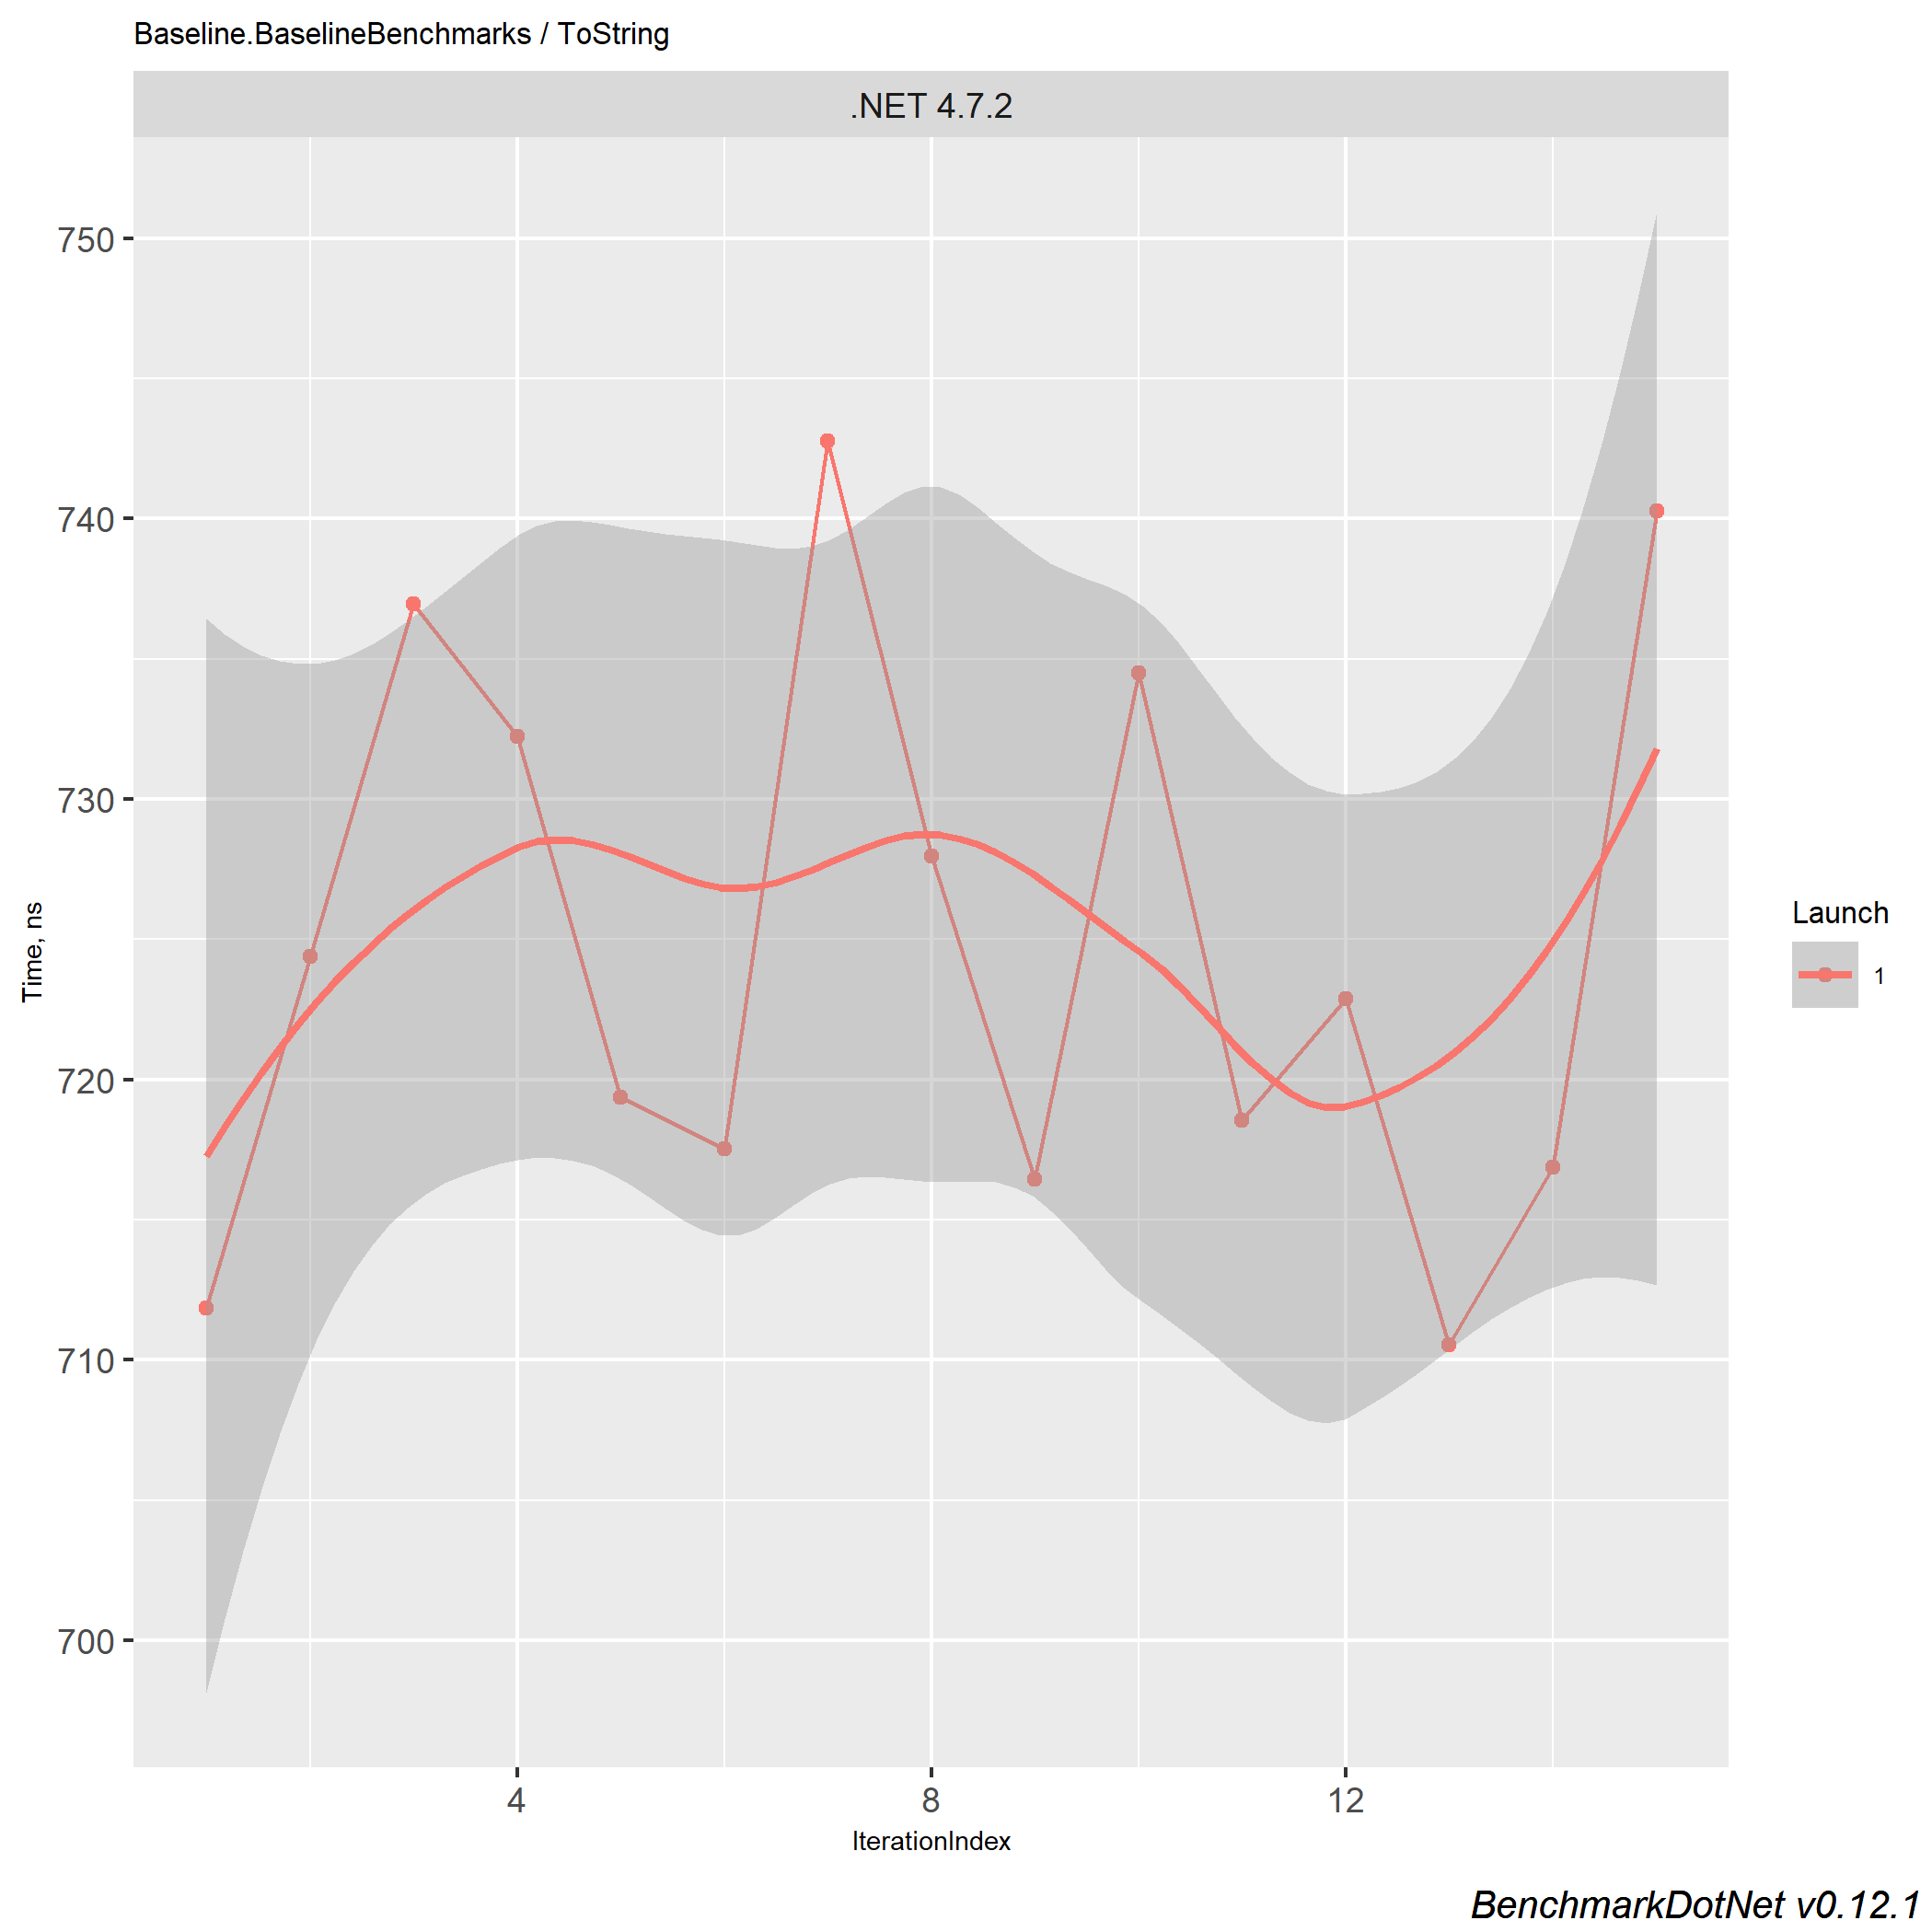 Baseline.BaselineBenchmarks / ToString
.NET 4.7.2
750
740
730
720
710
700
Time, ns
4 8 12
IterationIndex
Launch
1
BenchmarkDotNet v0.12.1